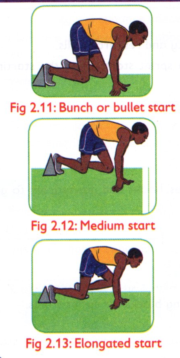 Fig 2.11: Bunch or bullet start
Fig 2.12: Medium start
Fig 2.13: Elongated start